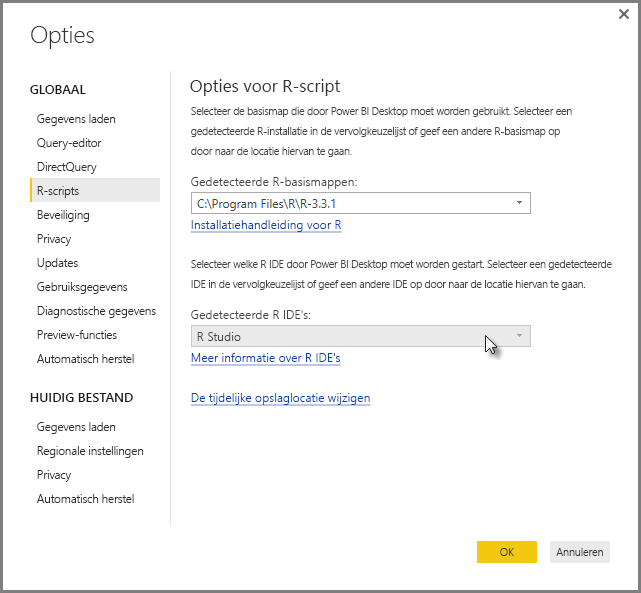 Opties
GLOBAAL
Gegevens laden
Query-editor
DirectQuery
R-scripts
Beveiliging
Privacy
Updates
Gebruiksgegevens
Diagnostische gegevens
Preview-functies
Automatisch herstel
HUIDIG BESTAND
Gegevens laden
Regionale instellingen
Privacy
Automatisch herstel
Opties voor R-script
Selecteer de basismap die door Power BI Desktop moet worden gebruikt. Selecteer een
gedetecteerde R-installatie in de vervolgkeuzelijst of geef een andere R-basismap op
door naar de locatie hiervan te gaan.
Gedetecteerde R-basismappen:
C:\Program Files\R\R-3.3.1
Installatiehandleiding voor R
Selecteer welke R IDE door Power BI Desktop moet worden gestart. Selecteer een gedetecteerde
IDE in de vervolgkeuzelijst of geef een andere IDE op door naar de locatie hiervan te gaan.
Gedetecteerde R IDE's:
R Studio
Meer informatie over R IDE's
De tijdelijke opslaglocatie wijzigen
OK
Annuleren